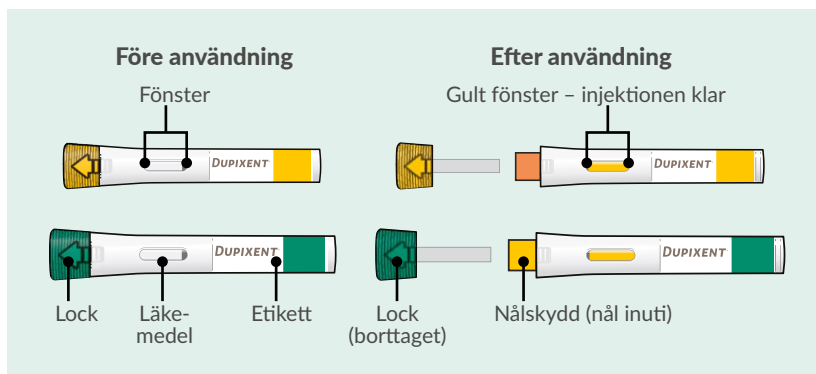 Före användning
Efter användning
Fönster
Gult fönster – injektionen klar
DUPIXENT
DUPIXENT
DUPIXENT
DUPIXENT
Lock
Läke-
medel
Etikett
Lock
(borttaget)
Nålskydd (nål inuti)